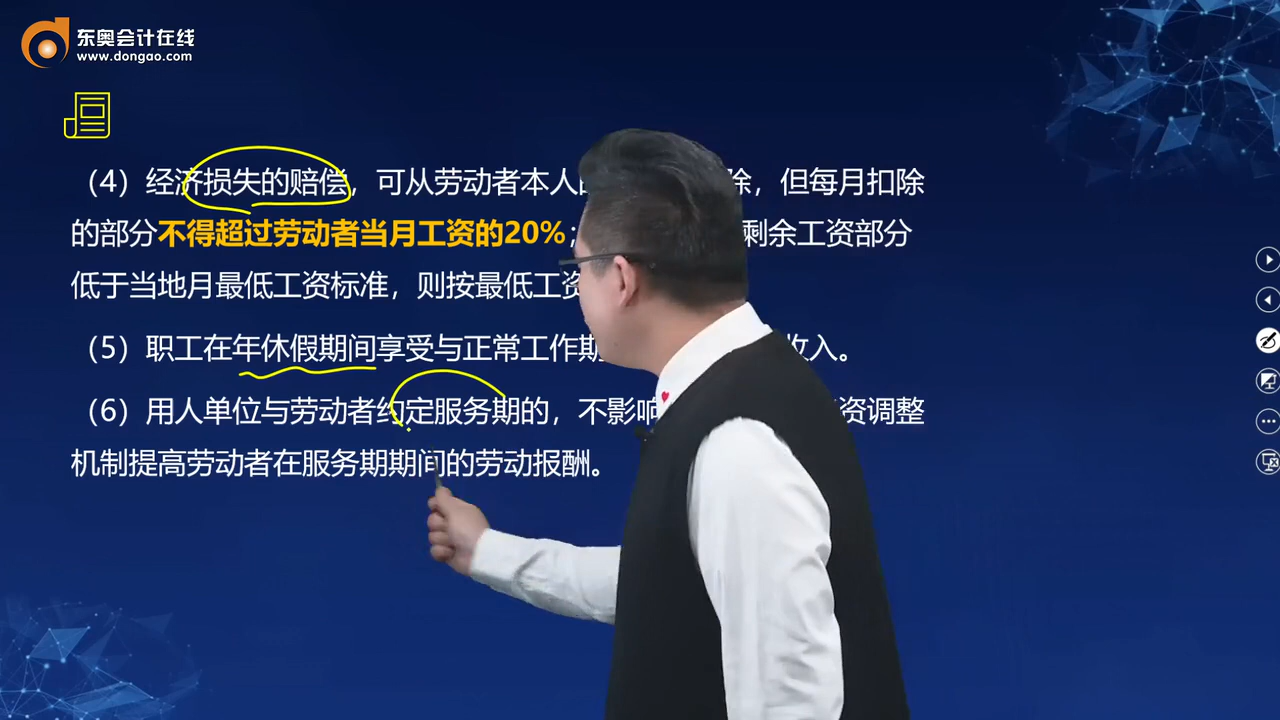 东奥会计在线
www.dongao.com
（4）经济损失的赔偿，可从劳动者本人 除，但每月扣除
的部分不得超过劳动者当月工资的20%； 剩余工资部分
低于当地月最低工资标准，则按最低工资
（5）职工在年休假期间享受与正常工作期 收入。
（6）用人单位与劳动者约定服务期的，不影响 资调整
机制提高劳动者在服务期期间的劳动报酬。